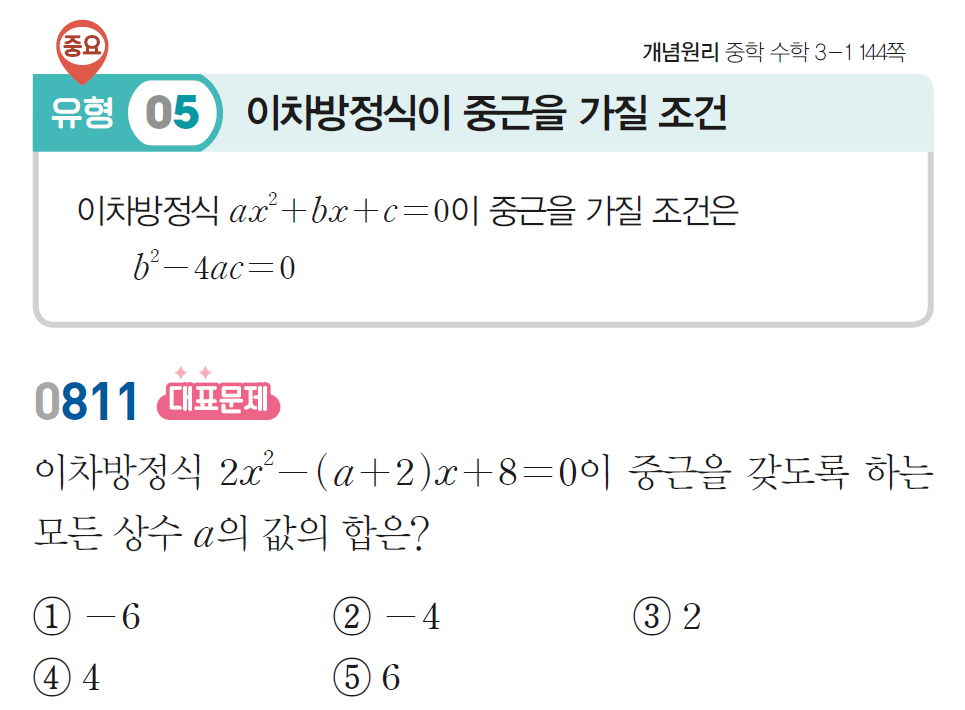 중요
개념원리 중학 수학 3-1 144쪽
유형 05 이차방정식이 중근을 가질 조건
이차방정식 ax²+bx+c=0이 중근을 가질 조건은
b²-4ac=0
0811 대표문제
이차방정식 2x²-(a+2)x+8=0이 중근을 갖도록 하는
모든 상수 a의 값의 합은?
① -6 ② -4 ③ 2
④ 4 ⑤ 6